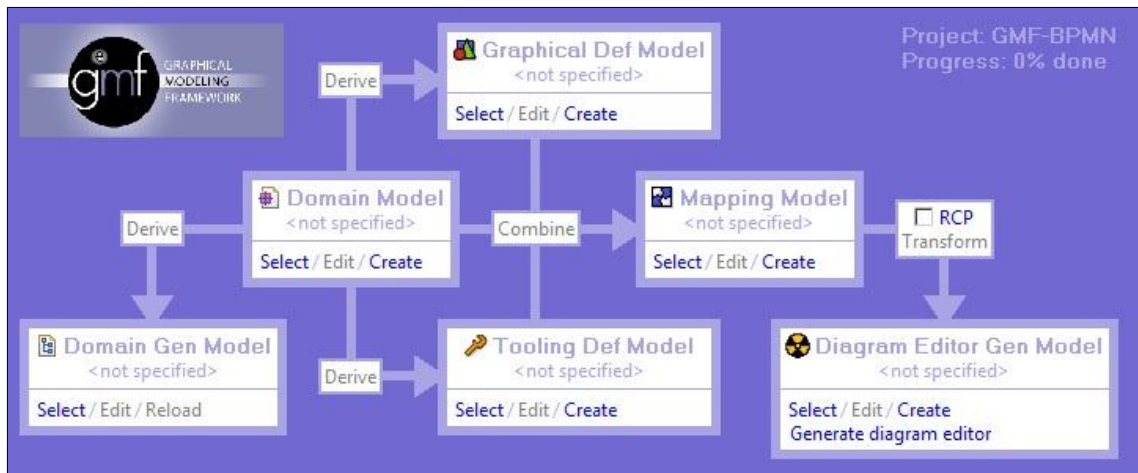 e
gmf
GRAPHICAL
MODELING
FRAMEWORK
Derive
Graphical Def Model
<not specified>
Select / Edit / Create
Project: GMF-BPMN
Progress: 0% done
Derive
Domain Model
<not specified>
Select / Edit / Create
Combine
Mapping Model
<not specified>
Select / Edit / Create
RCP
Transform
Domain Gen Model
<not specified>
Select / Edit / Reload
Derive
Tooling Def Model
<not specified>
Select / Edit / Create
Diagram Editor Gen Model
<not specified>
Select / Edit / Create
Generate diagram editor